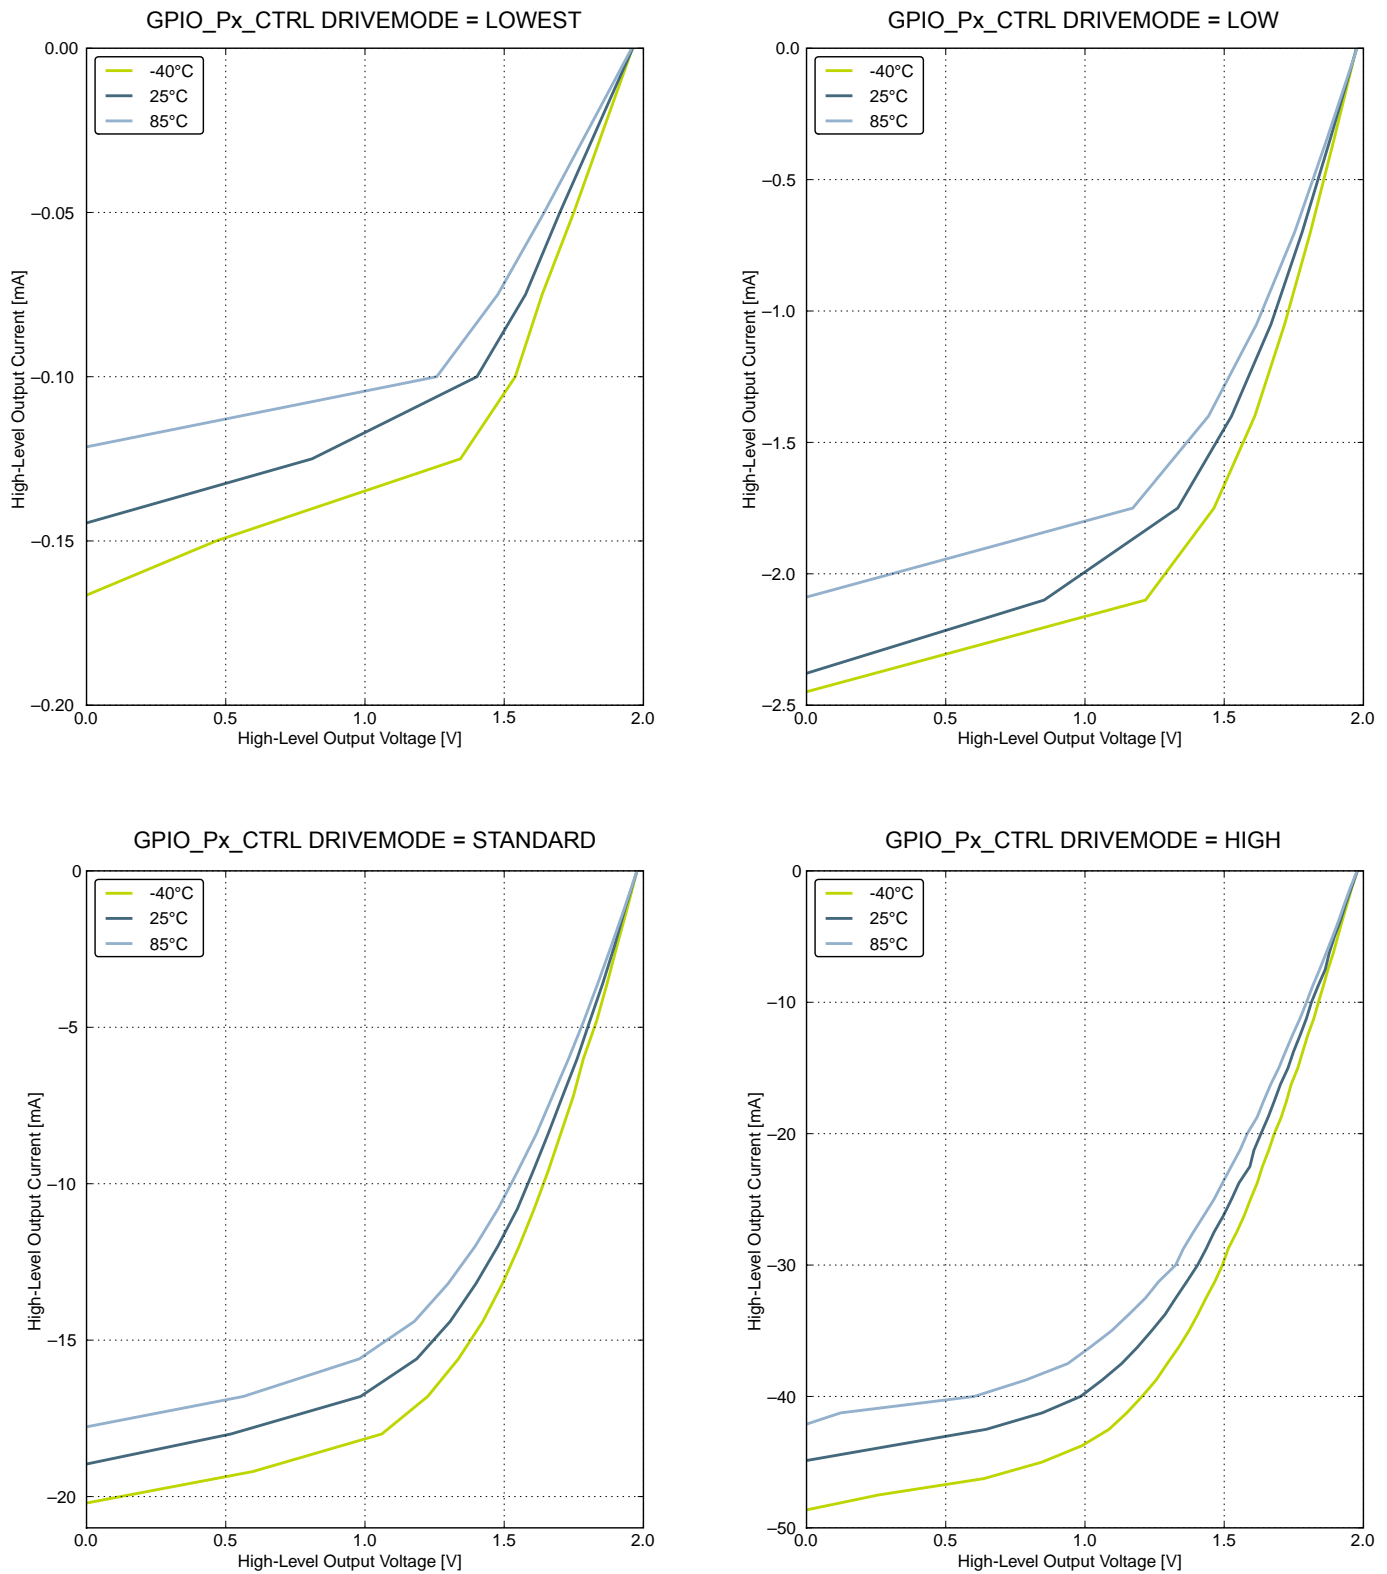 GPIO_Px_CTRL DRIVEMODE = LOWEST
0.00
–0.05
–0.10
–0.15
–0.20
High-Level Output Current [mA]
-40°C
25°C
85°C
0.0 0.5 1.0 1.5 2.0
High-Level Output Voltage [V]
GPIO_Px_CTRL DRIVEMODE = LOW
0.0
–0.5
–1.0
–1.5
–2.0
–2.5
High-Level Output Current [mA]
-40°C
25°C
85°C
0.0 0.5 1.0 1.5 2.0
High-Level Output Voltage [V]
GPIO_Px_CTRL DRIVEMODE = STANDARD
0
–5
–10
–15
–20
High-Level Output Current [mA]
-40°C
25°C
85°C
0.0 0.5 1.0 1.5 2.0
High-Level Output Voltage [V]
GPIO_Px_CTRL DRIVEMODE = HIGH
0
–10
–20
–30
–40
–50
High-Level Output Current [mA]
-40°C
25°C
85°C
0.0 0.5 1.0 1.5 2.0
High-Level Output Voltage [V]